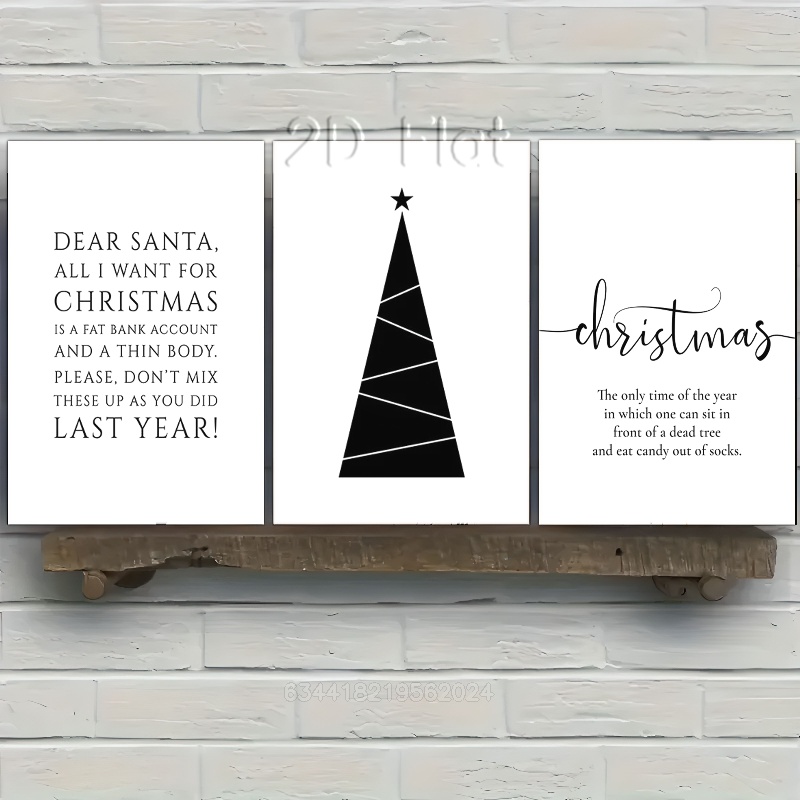 2D Flat
DEAR SANTA,
ALL I WANT FOR
CHRISTMAS
IS A FAT BANK ACCOUNT
AND A THIN BODY.
PLEASE, DON'T MIX
THESE UP AS YOU DID
LAST YEAR!
christmas
The only time of the year
in which one can sit in
front of a dead tree
and eat candy out of socks.
634418219562024